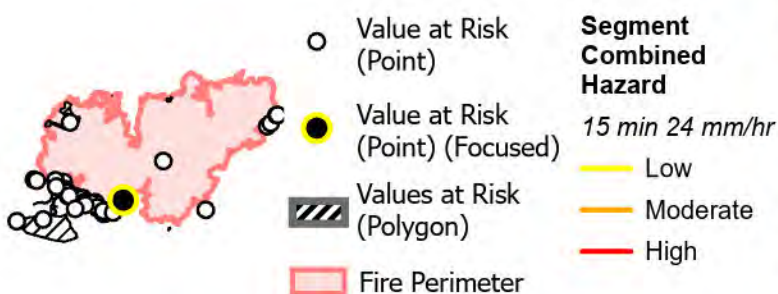 Value at Risk
(Point)
Value at Risk
(Point) (Focused)
Values at Risk
(Polygon)
Fire Perimeter
Segment
Combined
Hazard
15 min 24 mm/hr
Low
Moderate
High